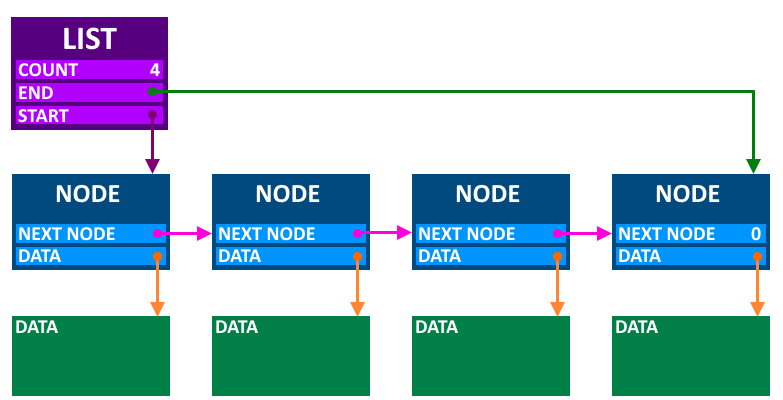 LIST
COUNT 4
END
START
NODE NODE NODE NODE
NEXT NODE NEXT NODE NEXT NODE NEXT NODE 0
DATA DATA DATA DATA
DATA DATA DATA DATA